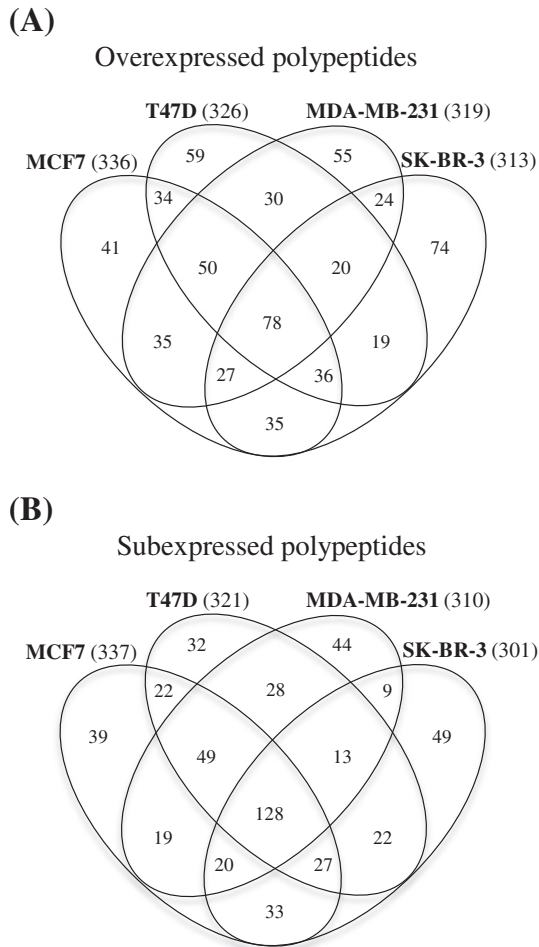 (A)
Overexpressed polypeptides
T47D (326) MDA-MB-231 (319)
MCF7 (336) SK-BR-3 (313)
59 55
34 30 24
41 74
50 20
78
35 19
27 36
35
(B)
Subexpressed polypeptides
T47D (321) MDA-MB-231 (310)
MCF7 (337) SK-BR-3 (301)
32 44
22 28 9
39 49
49 13
128
19 22
20 27
33